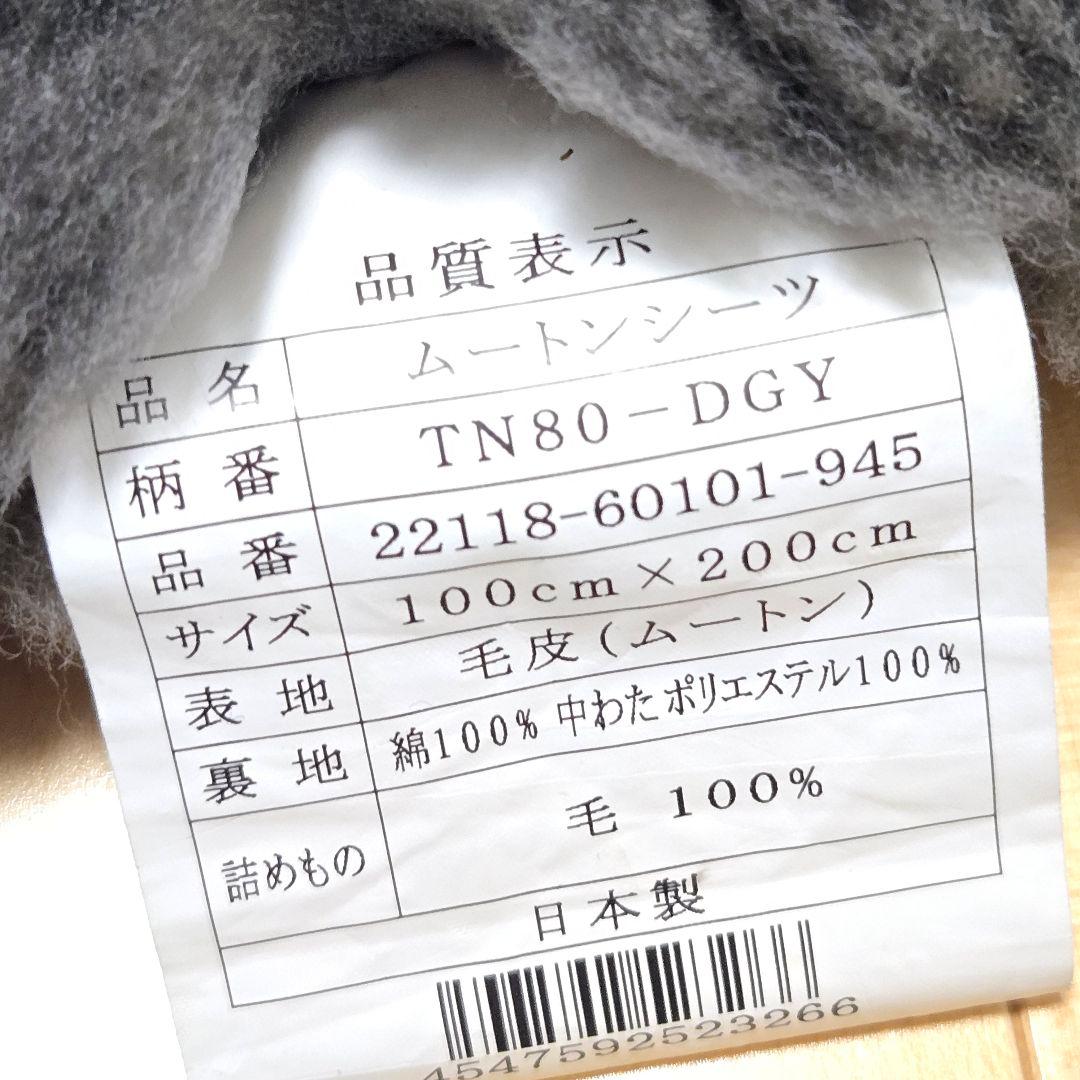 品質表示
品名 ムートンシーツ
柄番 TN80-DGY
品番 22118-60101-945
サイズ 100cm×200cm
表地 毛皮(ムートン)
裏地 綿100% 中わたポリエステル100%
詰めもの 毛 100%
日本製
4547592523266